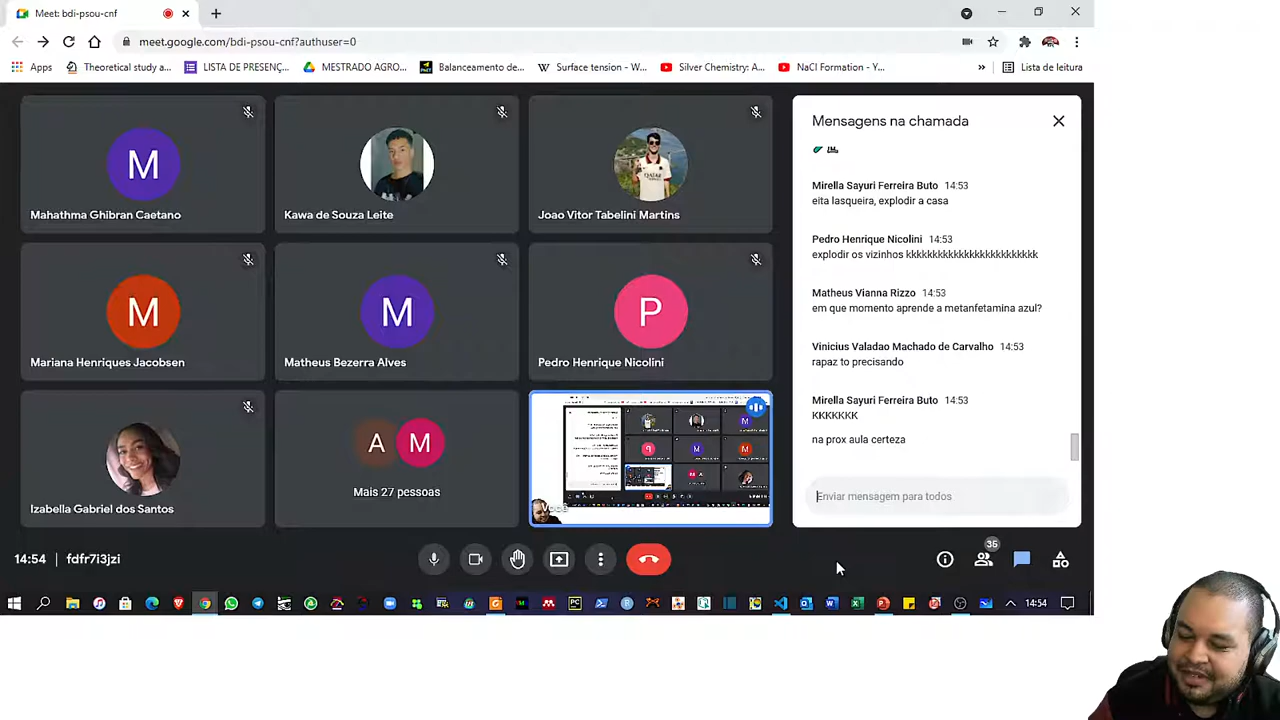 Meet: bdi-psou-cnf
meet.google.com/bdi-psou-cnf?authuser=0
Apps
Theoretical study a...
LISTA DE PRESENÇ...
MESTRADO AGRO...
Balanceamento de...
Surface tension - W...
Silver Chemistry: A...
NaCl Formation - Y...
»
Lista de leitura
M
Mahathma Ghibran Caetano
Kawa de Souza Leite
Joao Vitor Tabelini Martins
M
Mariana Henriques Jacobsen
M
Matheus Bezerra Alves
P
Pedro Henrique Nicolini
Izabella Gabriel dos Santos
A M
Mais 27 pessoas
Mensagens na chamada
Mirella Sayuri Ferreira Buto 14:53
eita lasqueira, explodir a casa
Pedro Henrique Nicolini 14:53
explodir os vizinhos kkkkkkkkkkkkkkkkkkkkkkkkk
Matheus Vianna Rizzo 14:53
em que momento aprende a metanfetamina azul?
Vinicius Valadao Machado de Carvalho 14:53
rapaz to precisando
Mirella Sayuri Ferreira Buto 14:53
KKKKKKK
na prox aula certeza
Enviar mensagem para todos
14:54 | fdfr7i3jzi
35
14:54